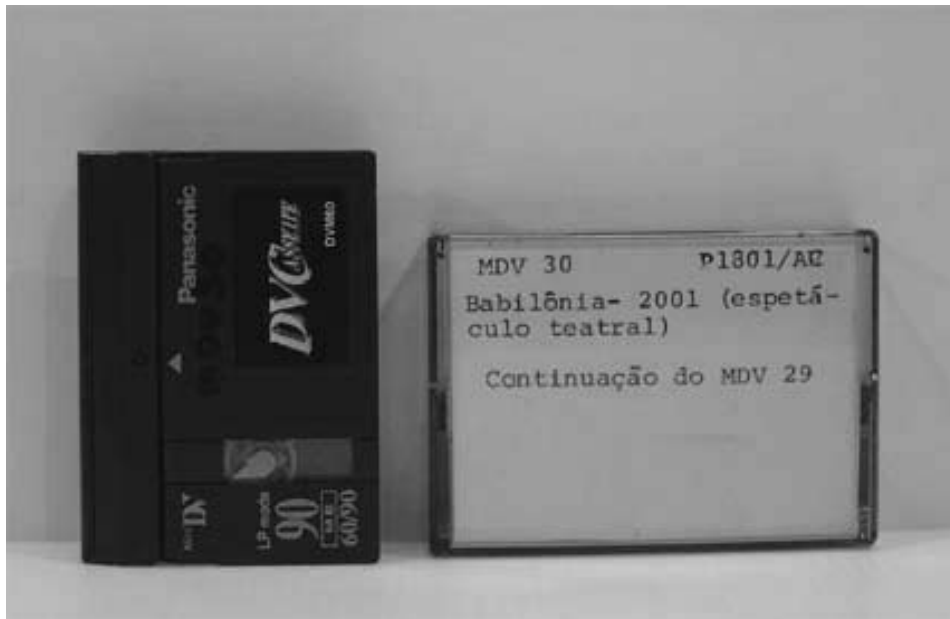 Panasonic
DVCASSETTE
DVM60
Mini DV
LP mode
90
60/90
MDV 30
P1801/AE
Babilônia- 2001 (espetá-
culo teatral)
Continuação do MDV 29